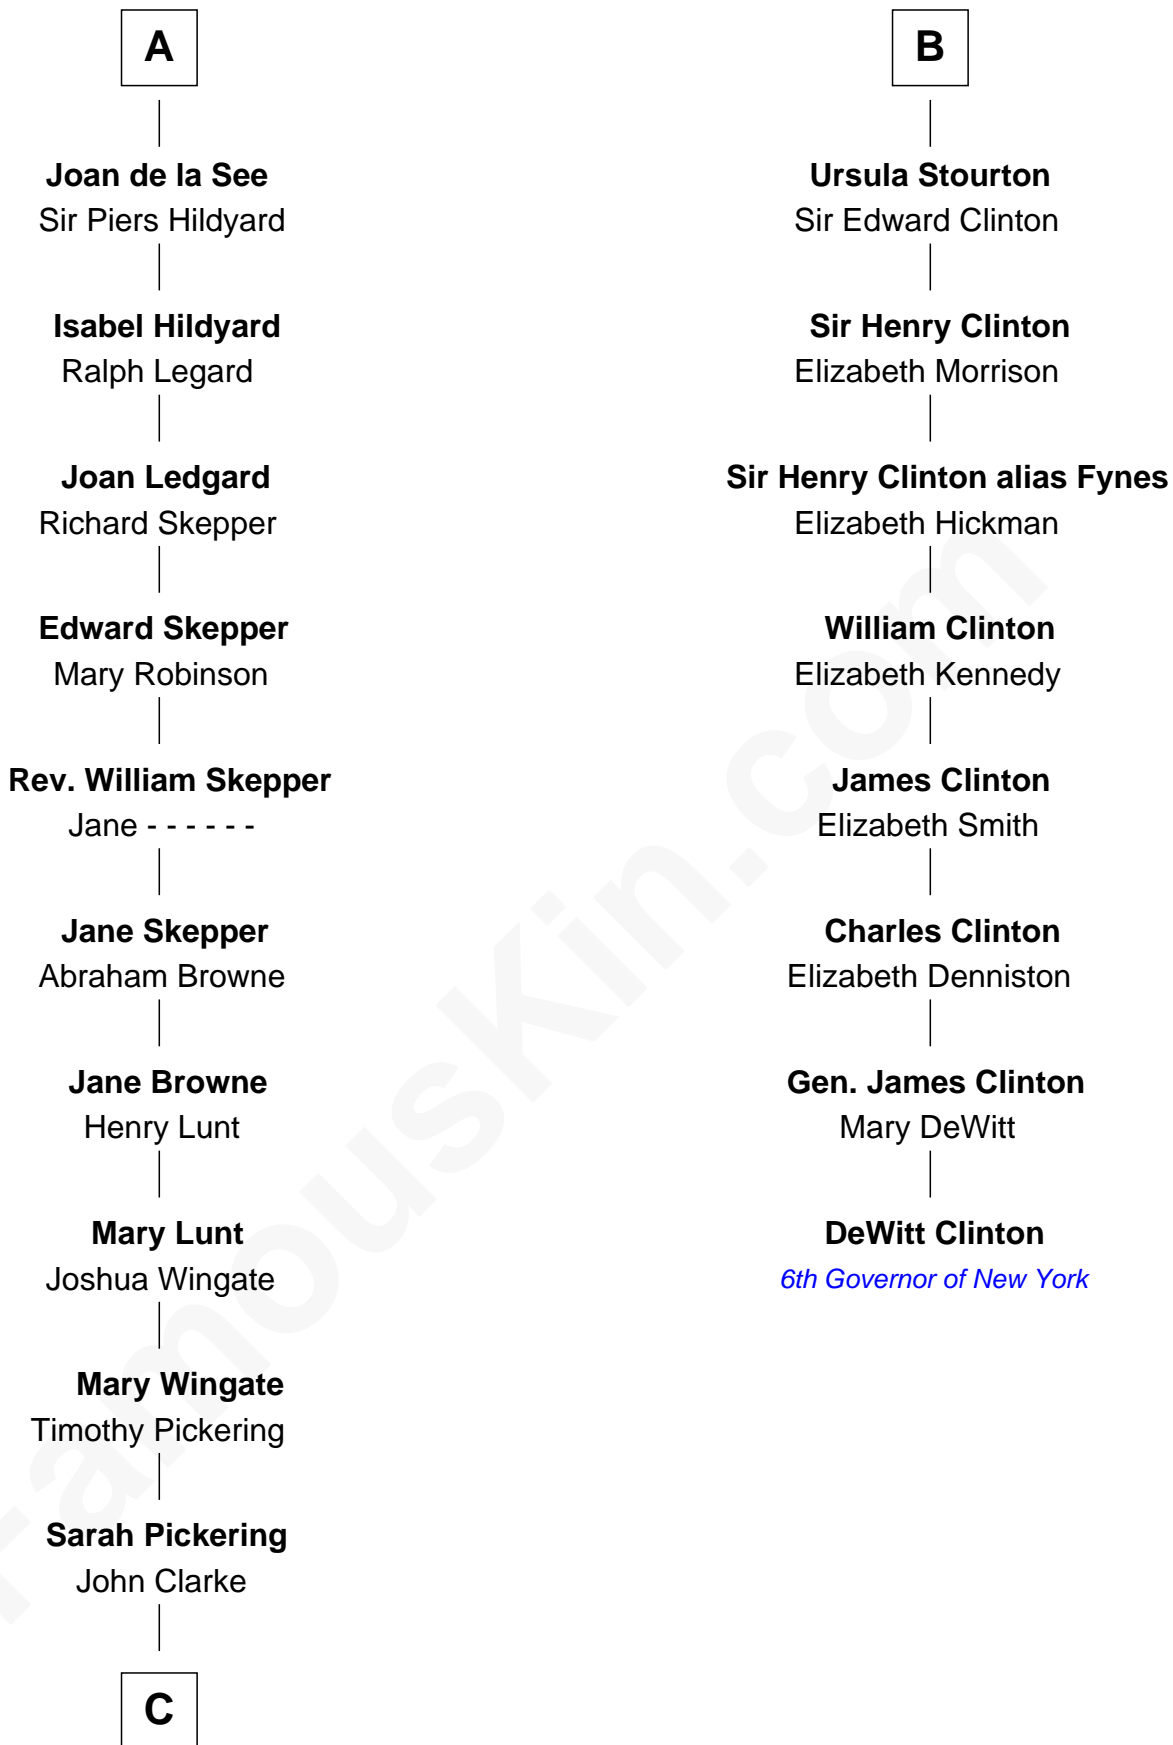 A
Joan de la See
Sir Piers Hildyard
Isabel Hildyard
Ralph Legard
Joan Ledgard
Richard Skepper
Edward Skepper
Mary Robinson
Rev. William Skepper
Jane - - - - - -
Jane Skepper
Abraham Browne
Jane Browne
Henry Lunt
Mary Lunt
Joshua Wingate
Mary Wingate
Timothy Pickering
Sarah Pickering
John Clarke
C
B
Ursula Stourton
Sir Edward Clinton
Sir Henry Clinton
Elizabeth Morrison
Sir Henry Clinton alias Fynes
Elizabeth Hickman
William Clinton
Elizabeth Kennedy
James Clinton
Elizabeth Smith
Charles Clinton
Elizabeth Denniston
Gen. James Clinton
Mary DeWitt
DeWitt Clinton
6th Governor of New York
FamousKin.com